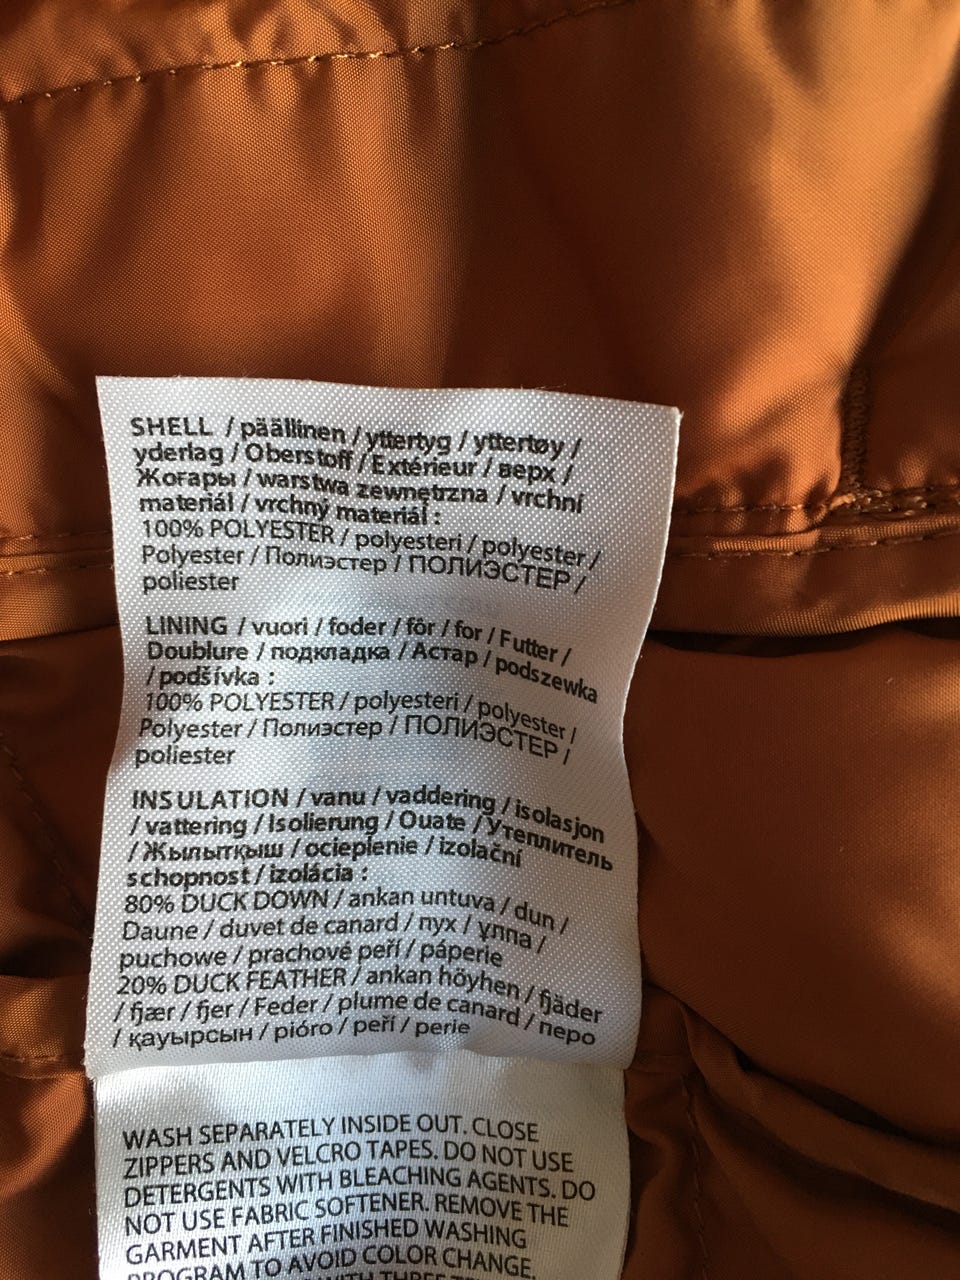 SHELL / päällinen / yttertyg / yttertøy /
yderlag / Oberstoff / Extérieur / верх /
Жоғары / warstwa zewnętrzna / vrchní
materiál / vrchný materiál :
100% POLYESTER / polyesteri / polyester /
Polyester / Полиэстер / ПОЛИЭСТЕР /
poliester
LINING / vuori / foder / fôr / for / Futter /
Doublure / подкладка / Астар / podszewka
/ podšívka :
100% POLYESTER / polyesteri / polyester /
Polyester / Полиэстер / ПОЛИЭСТЕР /
poliester
INSULATION / vanu / vaddering / isolasjon
/ vattering / Isolierung / Ouate / Утеплитель
/ Жылытқыш / ocieplenie / izolační
schopnost / izolácia :
80% DUCK DOWN / ankan untuva / dun /
Daune / duvet de canard / пух / ұлпа /
puchowe / prachové peří / páperie
20% DUCK FEATHER / ankan höyhen / fjäder
/ fjær / fjer / Feder / plume de canard / перо
/ қауырсын / pióro / peří / perie
WASH SEPARATELY INSIDE OUT. CLOSE
ZIPPERS AND VELCRO TAPES. DO NOT USE
DETERGENTS WITH BLEACHING AGENTS. DO
NOT USE FABRIC SOFTENER. REMOVE THE
GARMENT AFTER FINISHED WASHING
PROGRAM TO AVOID COLOR CHANGE.
WITH THREE